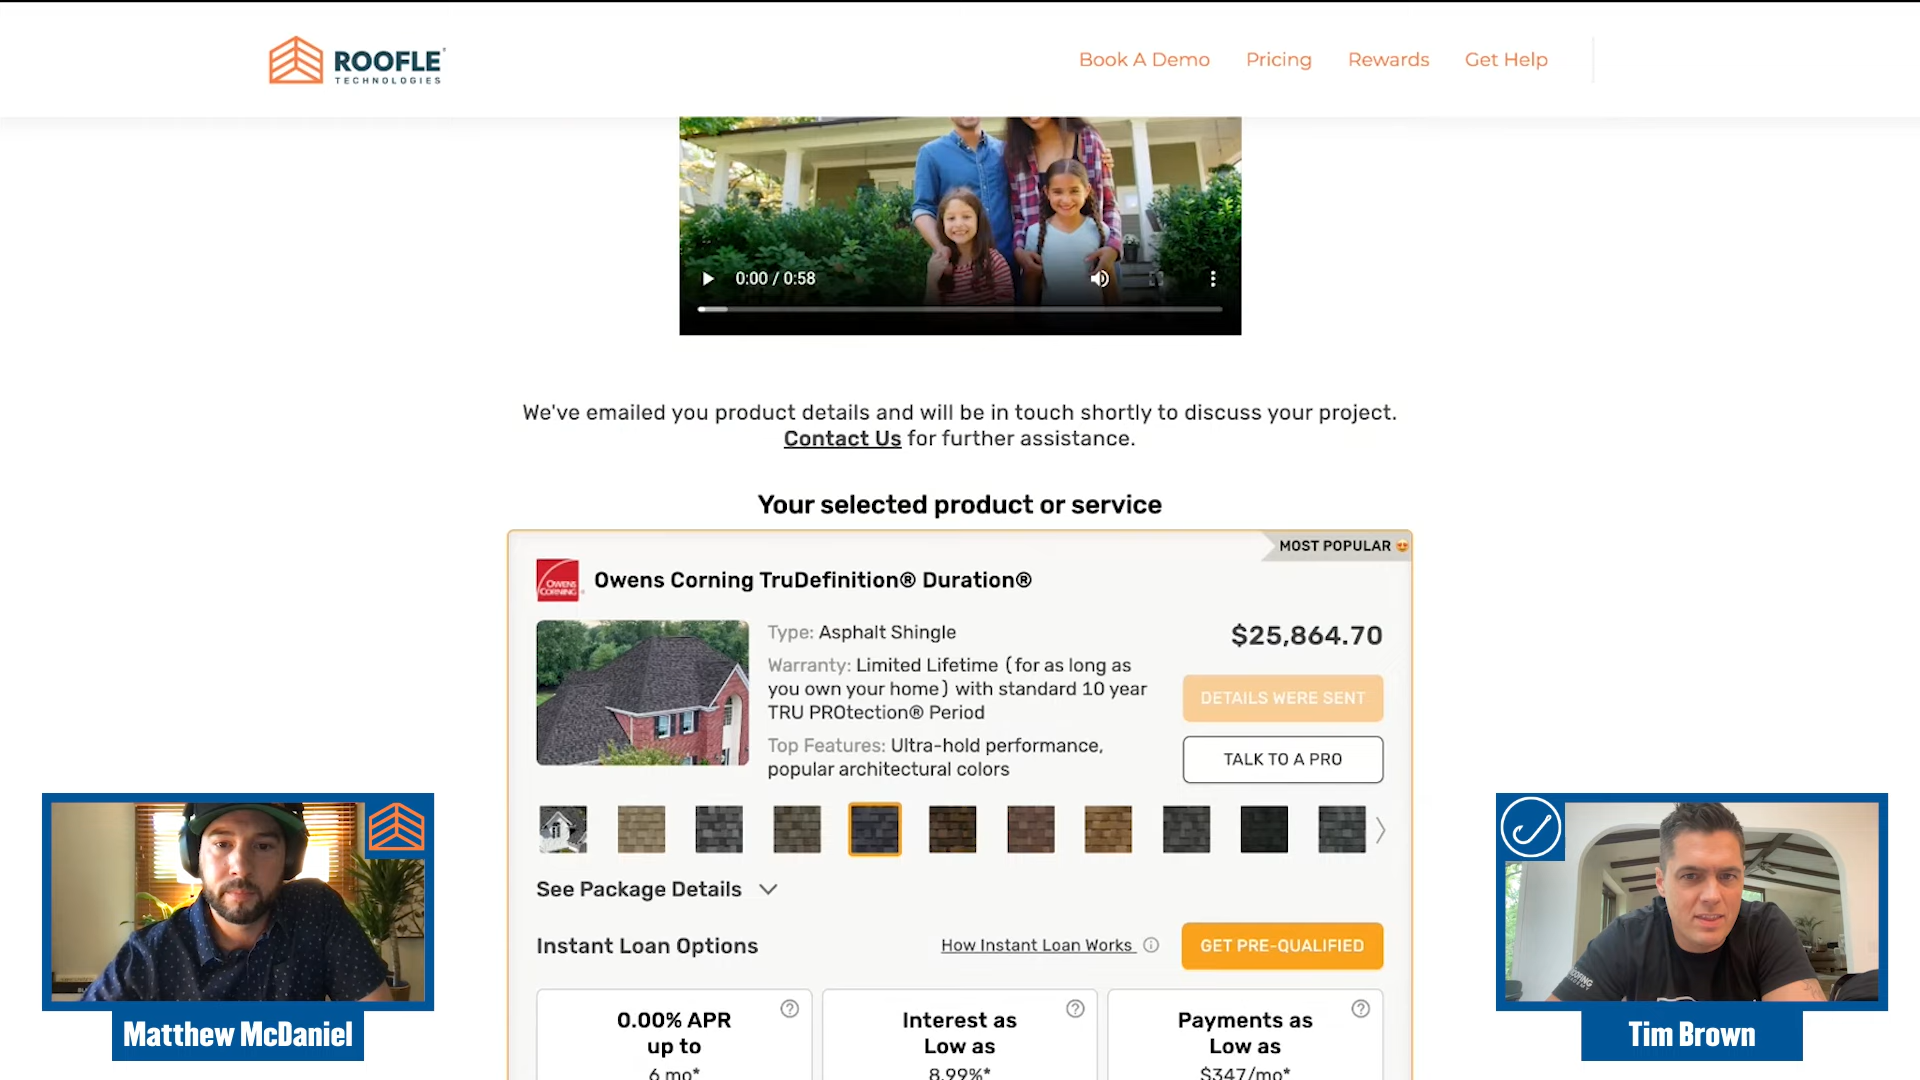 ROOFLE
TECHNOLOGIES
Book A Demo
Pricing
Rewards
Get Help
0:00 / 0:58
We've emailed you product details and will be in touch shortly to discuss your project.
Contact Us for further assistance.
Your selected product or service
MOST POPULAR
OWENS
CORNING
Owens Corning TruDefinition® Duration®
Type: Asphalt Shingle
Warranty: Limited Lifetime (for as long as
you own your home) with standard 10 year
TRU PROtection® Period
Top Features: Ultra-hold performance,
popular architectural colors
$25,864.70
DETAILS WERE SENT
TALK TO A PRO
See Package Details
Instant Loan Options
How Instant Loan Works
GET PRE-QUALIFIED
0.00% APR
up to
6 mo*
Interest as
Low as
8.99%*
Payments as
Low as
$347/mo*
Matthew McDaniel
Tim Brown